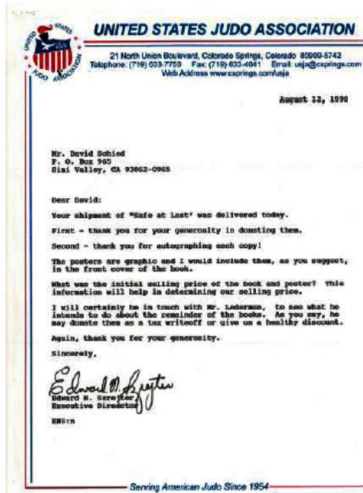 UNITED STATES JUDO ASSOCIATION
21 North Union Boulevard, Colorado Springs, Colorado 80909-5742
Telephone: (719) 633-7750 Fax: (719) 633-4041 Email: usja@csprings.com
Web Address www.csprings.com/usja
UNITED STATES
JUDO ASSOCIATION
August 12, 1998
Mr. David
P. O. Box 965
Simi Valley, CA 93062-0965
Dear David:
Your shipment of "Safe at Last" was delivered today.
First - thank you for your generosity in donating them.
Second - thank you for autographing each copy!
The posters are graphic and I would include them, as you suggest,
in the front cover of the book.
What was the initial selling price of the book and poster? This
information will help in determining our selling price.
I will certainly be in touch with Mr. Lederman, to see what he
intends to do about the remainder of the books. As you say, he
may donate them as a tax writeoff or give us a healthy discount.
Again, thank you for your generosity.
Sincerely,
Edward N. Szrejter
Edward N. Szrejter
Executive Director
ENS:n
Serving American Judo Since 1954